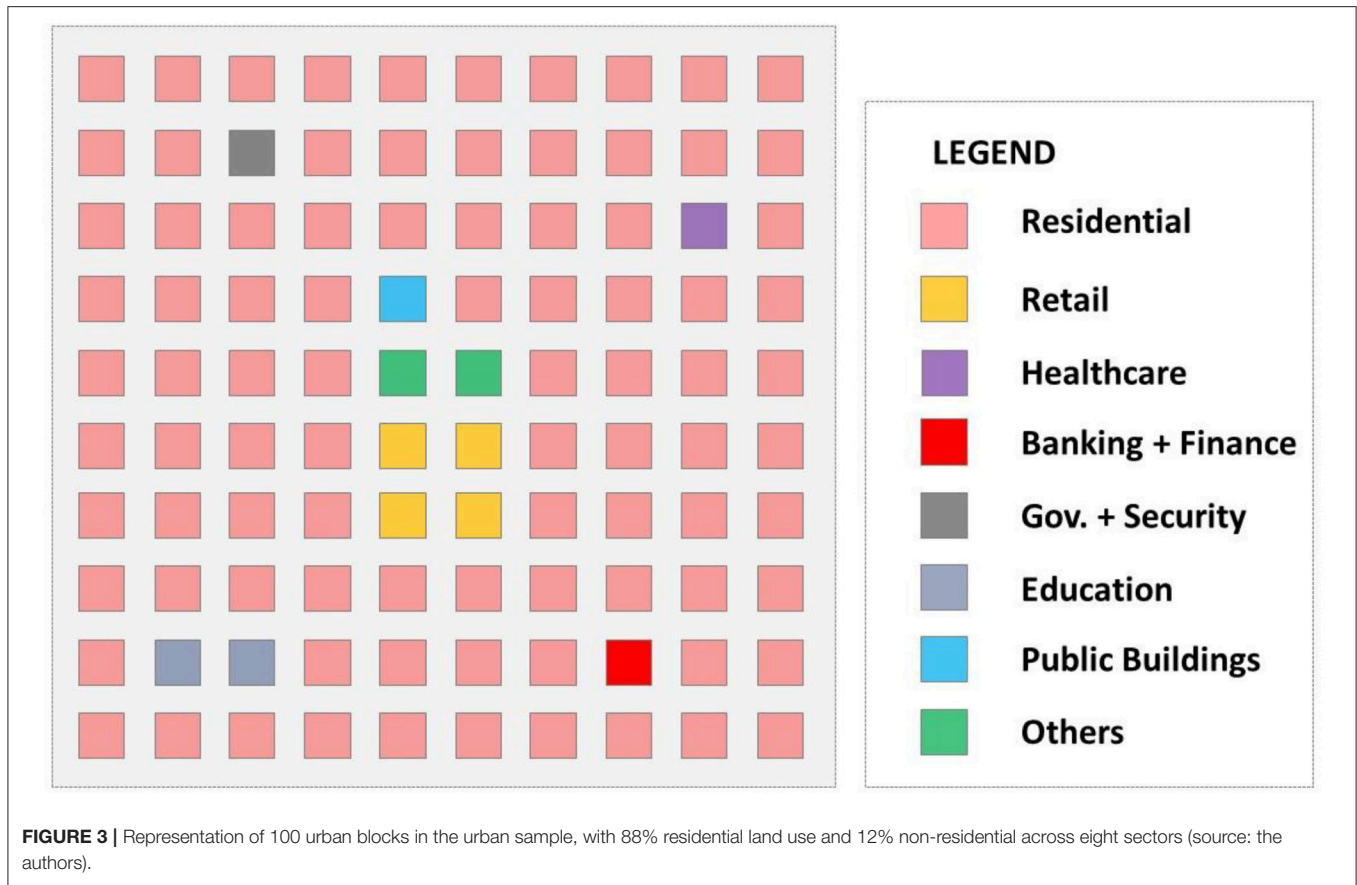 LEGEND
Residential
Retail
Healthcare
Banking + Finance
Gov. + Security
Education
Public Buildings
Others
FIGURE 3 | Representation of 100 urban blocks in the urban sample, with 88% residential land use and 12% non-residential across eight sectors (source: the
authors).